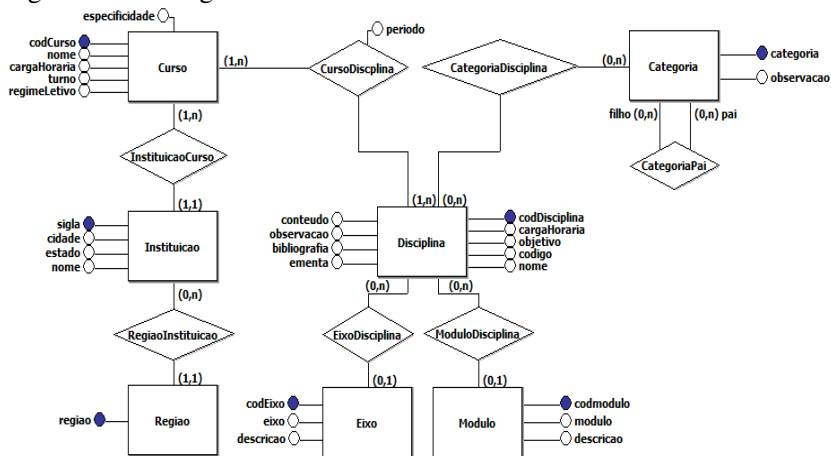 especificidade
codCurso
nome
cargaHoraria
turno
regimeLetivo
Curso
(1,n)
CursoDiscplina
periodo
CategoriaDisciplina
(0,n)
Categoria
categoria
observacao
filho (0,n)
(0,n) pai
CategoriaPai
(1,n)
InstituicaoCurso
(1,1)
sigla
cidade
estado
nome
Instituicao
(0,n)
RegiaoInstituicao
(1,1)
regiao
Regiao
(1,n)
(0,n)
conteudo
observacao
bibliografia
ementa
Disciplina
codDisciplina
cargaHoraria
objetivo
codigo
nome
(0,n)
(0,n)
EixoDisciplina
ModuloDisciplina
(0,1)
(0,1)
codEixo
eixo
descricao
Eixo
Modulo
codmodulo
modulo
descricao